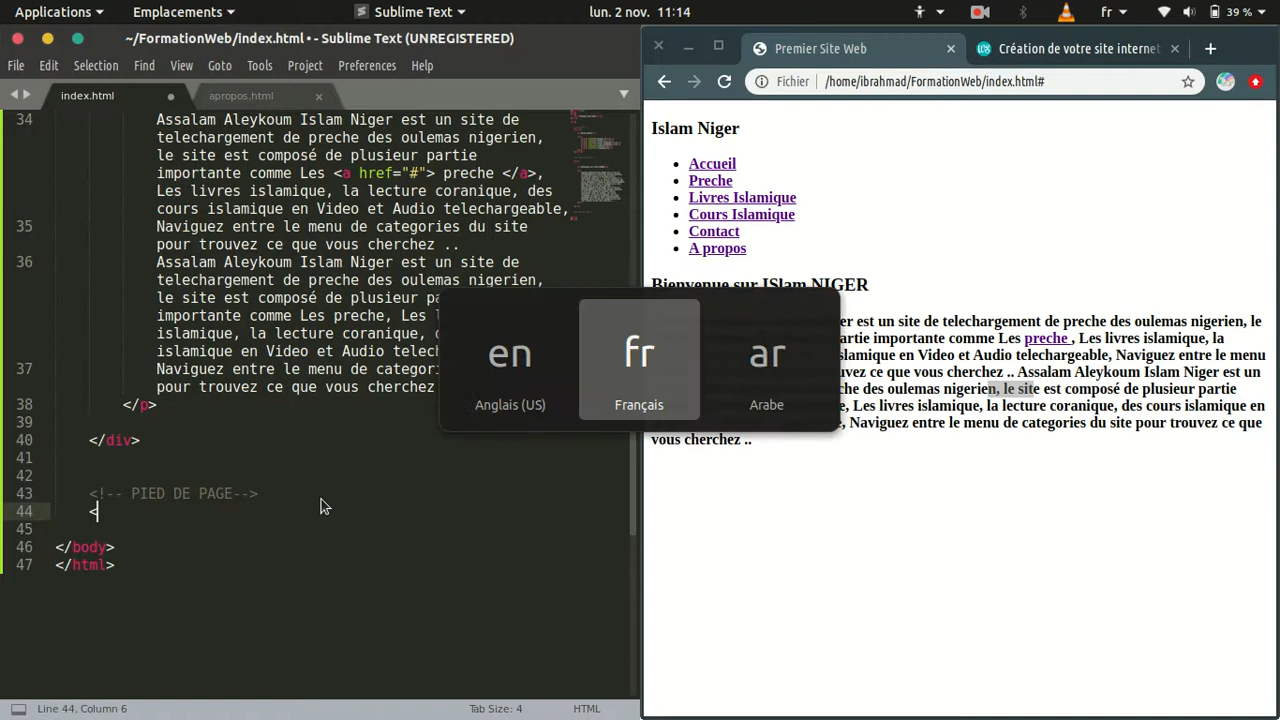 Applications
Emplacements
Sublime Text
lun. 2 nov. 11:14
fr
39 %
~/FormationWeb/index.html • - Sublime Text (UNREGISTERED)
File Edit Selection Find View Goto Tools Project Preferences Help
index.html
apropos.html
34 Assalam Aleykoum Islam Niger est un site de
telechargement de preche des oulemas nigerien,
le site est composé de plusieur partie
importante comme Les <a href="#"> preche </a>,
Les livres islamique, la lecture coranique, des
cours islamique en Video et Audio telechargeable,
35 Naviguez entre le menu de categories du site
pour trouvez ce que vous cherchez ..
36 Assalam Aleykoum Islam Niger est un site de
telechargement de preche des oulemas nigerien,
le site est composé de plusieur pa
importante comme Les preche, Les l
islamique, la lecture coranique, d
islamique en Video et Audio telech
37 Naviguez entre le menu de categori
pour trouvez ce que vous cherchez
38 </p>
39
40 </div>
41
42
43 <!-- PIED DE PAGE-->
44 <
45
46 </body>
47 </html>
Line 44, Column 6
Tab Size: 4
HTML
en
Anglais (US)
fr
Français
ar
Arabe
Premier Site Web
Création de votre site internet
Fichier
/home/ibrahmad/FormationWeb/index.html#
Islam Niger
Accueil
Preche
Livres Islamique
Cours Islamique
Contact
A propos
Bienvenue sur ISlam NIGER
er est un site de telechargement de preche des oulemas nigerien, le
artie importante comme Les preche , Les livres islamique, la
slamique en Video et Audio telechargeable, Naviguez entre le menu
uvez ce que vous cherchez .. Assalam Aleykoum Islam Niger est un
che des oulemas nigerien, le site est composé de plusieur partie
e, Les livres islamique, la lecture coranique, des cours islamique en
e, Naviguez entre le menu de categories du site pour trouvez ce que
vous cherchez ..